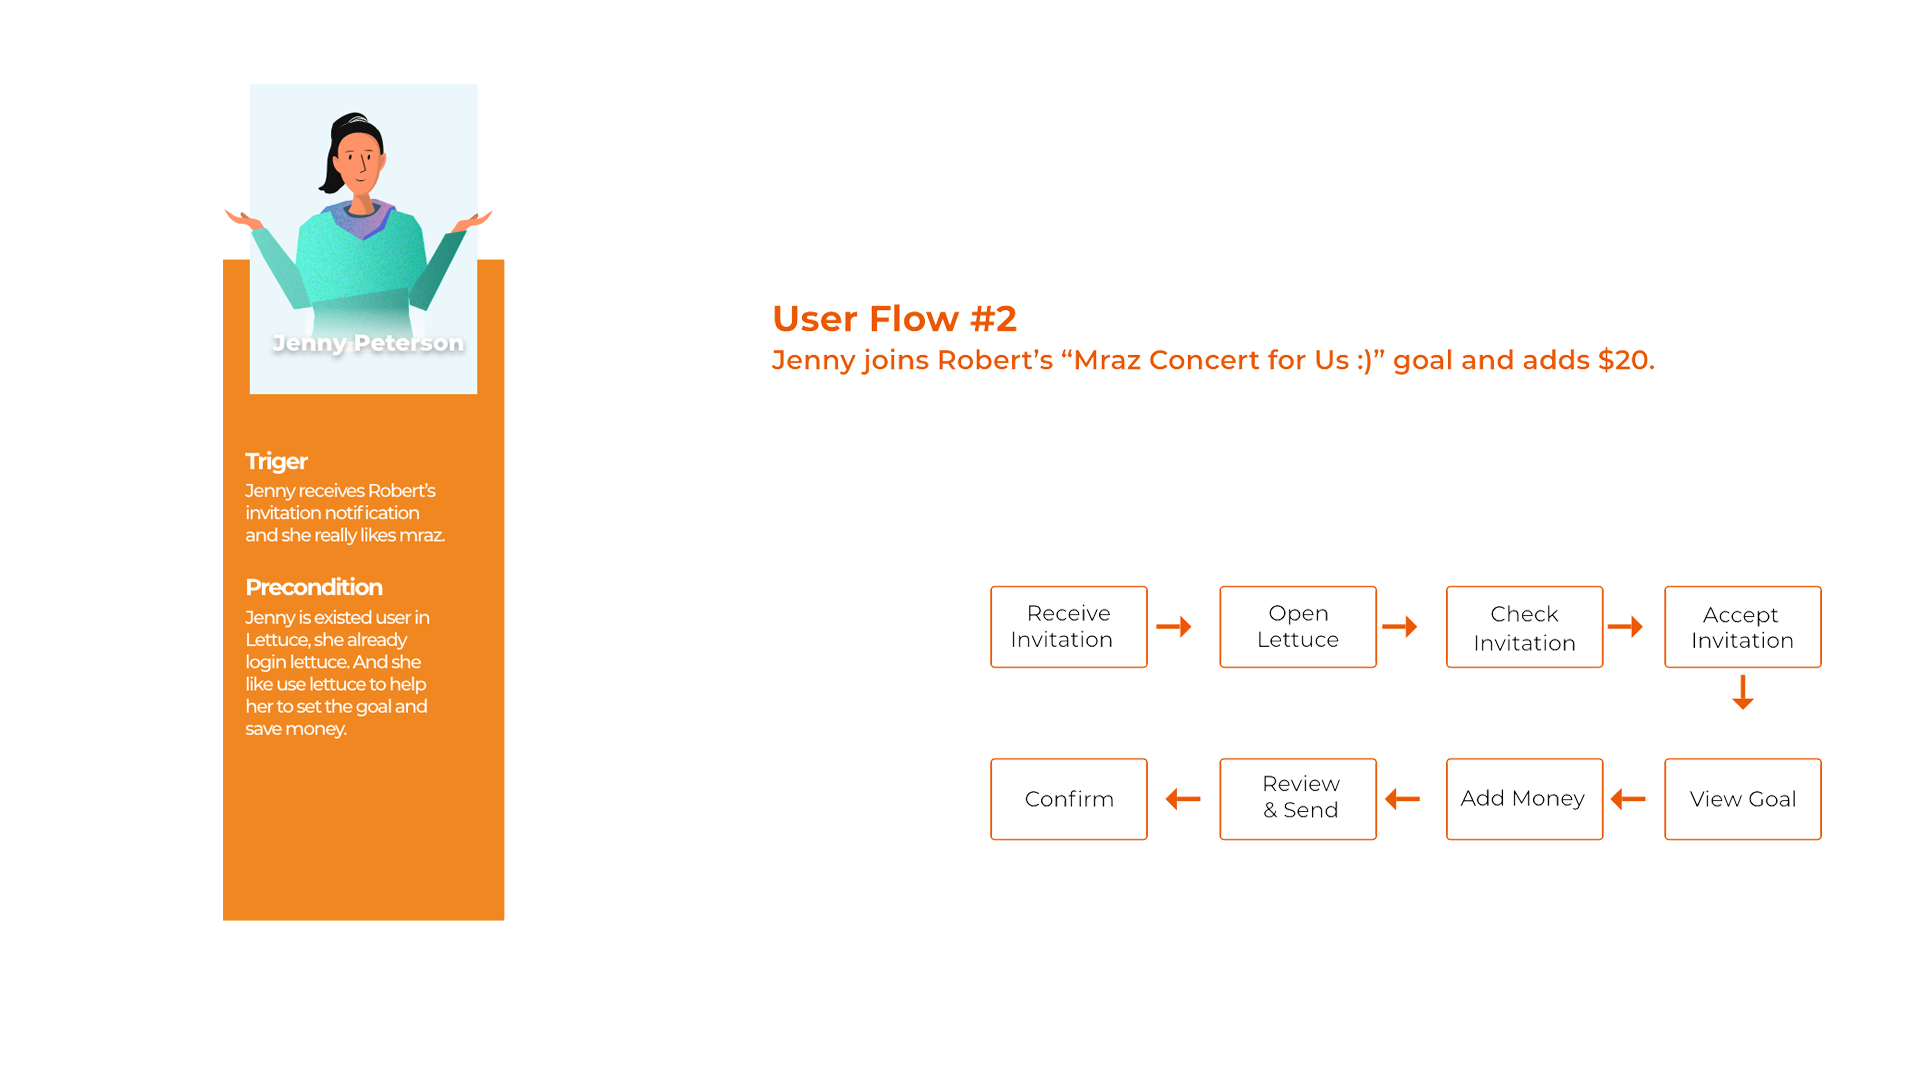 Jenny Peterson
Triger
Jenny receives Robert’s
invitation notification
and she really likes mraz.
Precondition
Jenny is existed user in
Lettuce, she already
login lettuce. And she
like use lettuce to help
her to set the goal and
save money.
User Flow #2
Jenny joins Robert’s “Mraz Concert for Us :)” goal and adds $20.
Receive
Invitation
Open
Lettuce
Check
Invitation
Accept
Invitation
View Goal
Add Money
Review
& Send
Confirm